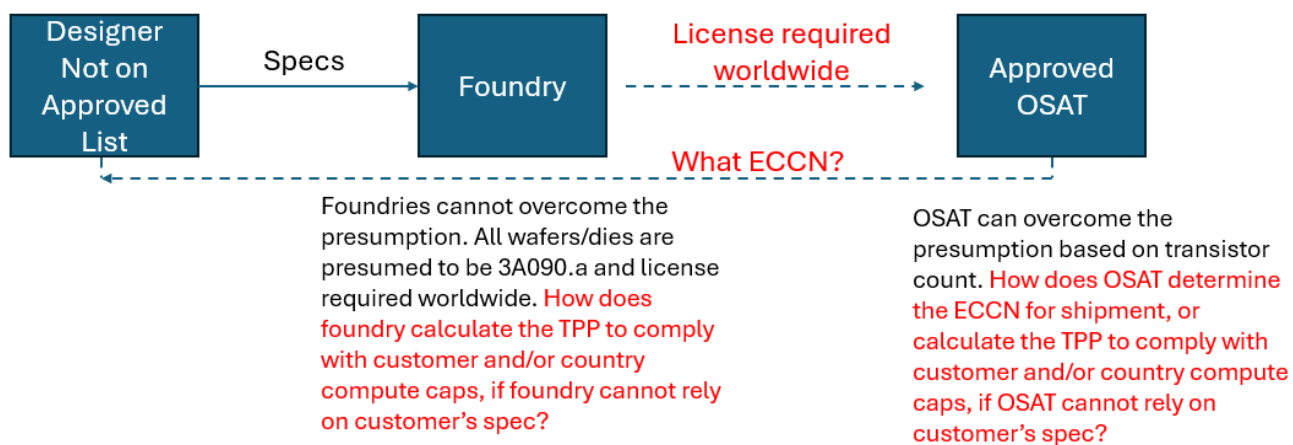 Designer
Not on
Approved
List
Specs
Foundry
License required
worldwide
Approved
OSAT
What ECCN?
Foundries cannot overcome the
presumption. All wafers/dies are
presumed to be 3A090.a and license
required worldwide. How does
foundry calculate the TPP to comply
with customer and/or country
compute caps, if foundry cannot rely
on customer's spec?
OSAT can overcome the
presumption based on transistor
count. How does OSAT determine
the ECCN for shipment, or
calculate the TPP to comply with
customer and/or country compute
caps, if OSAT cannot rely on
customer's spec?